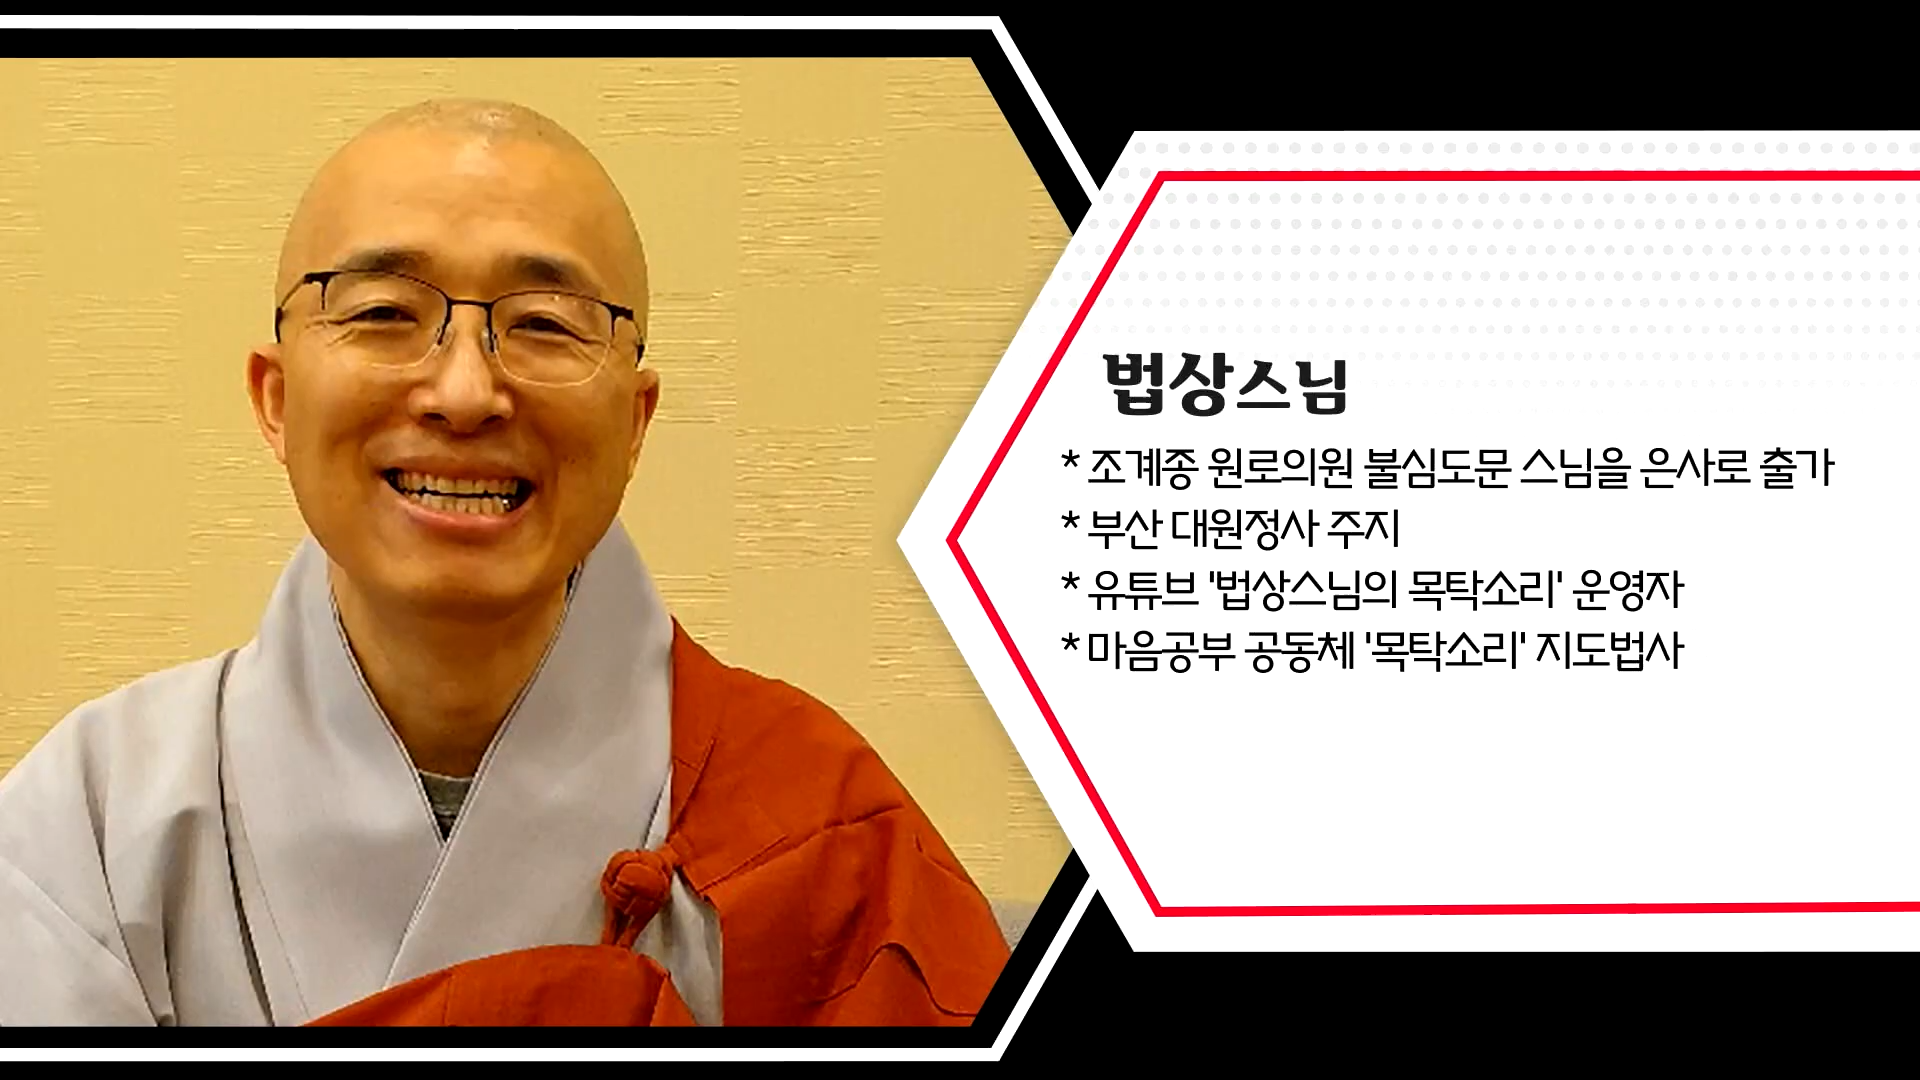 법상스님
* 조계종 원로의원 불심도문 스님을 은사로 출가
* 부산 대원정사 주지
* 유튜브 '법상스님의 목탁소리' 운영자
* 마음공부 공동체 '목탁소리' 지도법사